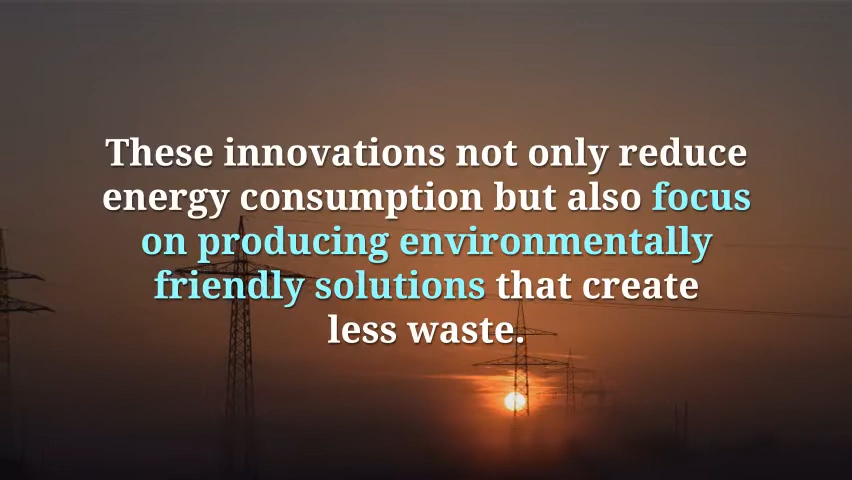 These innovations not only reduce
energy consumption but also focus
on producing environmentally
friendly solutions that create
less waste.